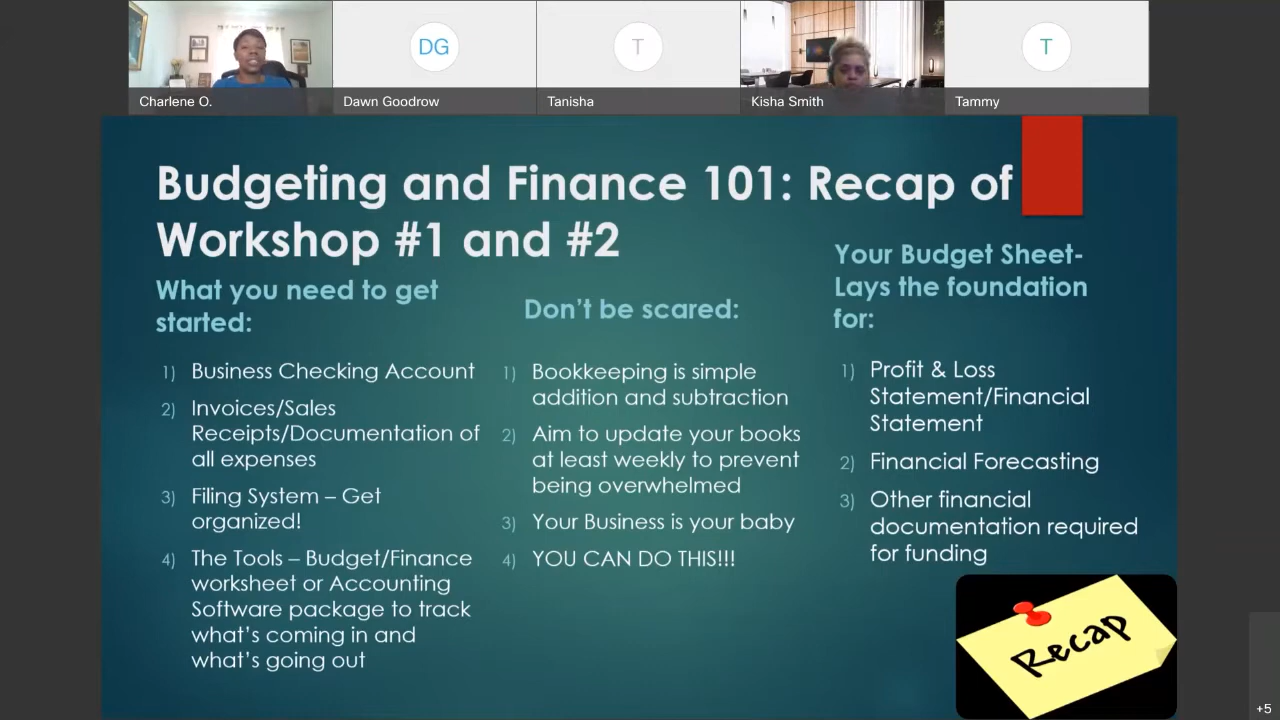 DG
T
T
Charlene O.
Dawn Goodrow
Tanisha
Kisha Smith
Tammy
Budgeting and Finance 101: Recap of
Workshop #1 and #2
What you need to get
started:
1) Business Checking Account
2) Invoices/Sales
Receipts/Documentation of
all expenses
3) Filing System – Get
organized!
4) The Tools – Budget/Finance
worksheet or Accounting
Software package to track
what's coming in and
what's going out
Don't be scared:
1) Bookkeeping is simple
addition and subtraction
2) Aim to update your books
at least weekly to prevent
being overwhelmed
3) Your Business is your baby
4) YOU CAN DO THIS!!!
Your Budget Sheet-
Lays the foundation
for:
1) Profit & Loss
Statement/Financial
Statement
2) Financial Forecasting
3) Other financial
documentation required
for funding
Recap
+5